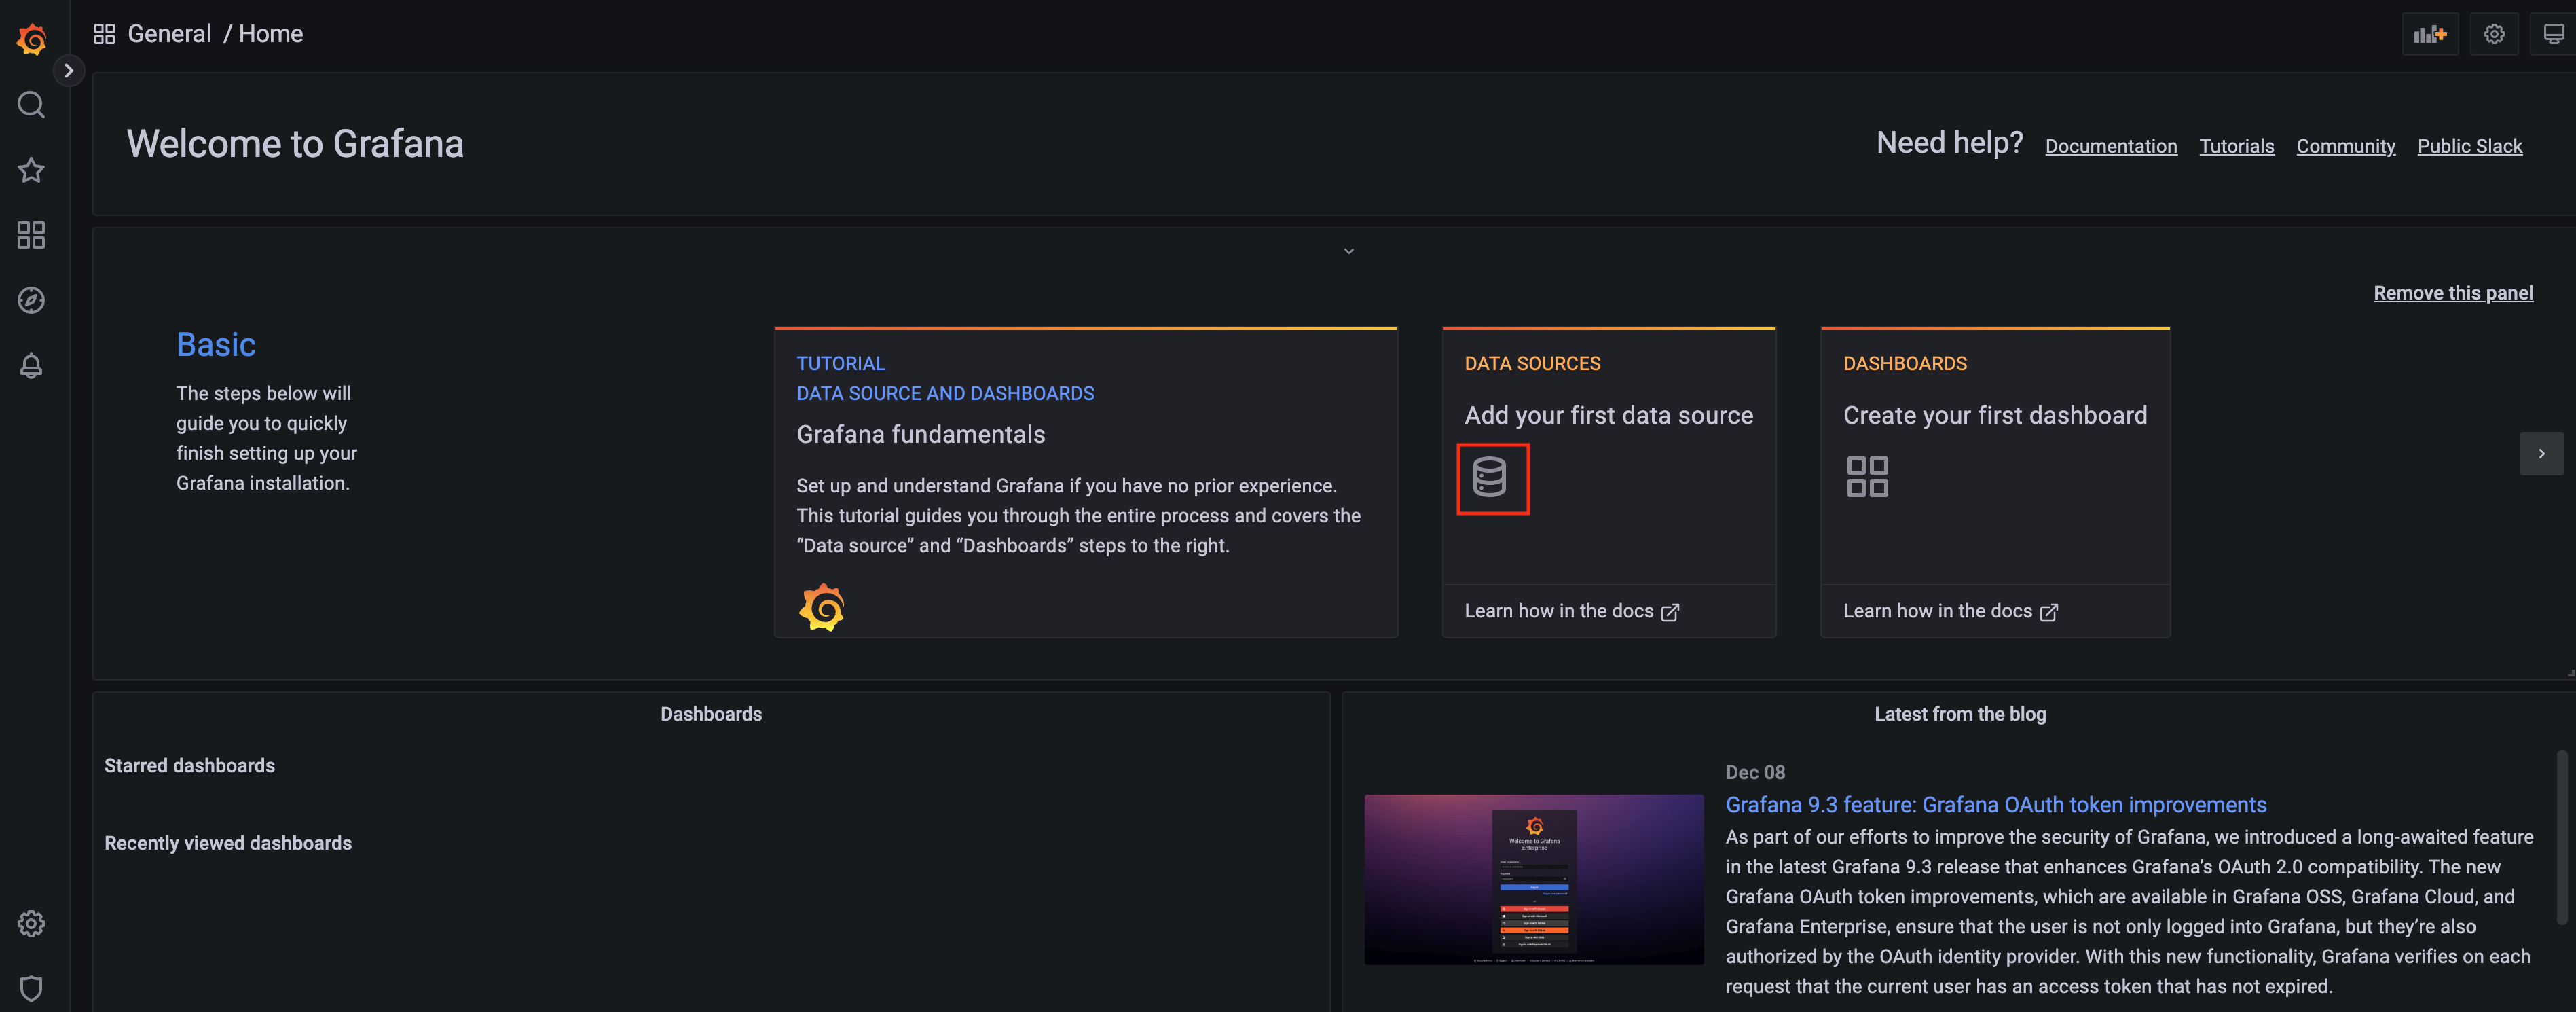 General / Home
Welcome to Grafana
Need help? Documentation Tutorials Community Public Slack
Remove this panel
Basic
The steps below will
guide you to quickly
finish setting up your
Grafana installation.
TUTORIAL
DATA SOURCE AND DASHBOARDS
Grafana fundamentals
Set up and understand Grafana if you have no prior experience.
This tutorial guides you through the entire process and covers the
“Data source” and “Dashboards” steps to the right.
DATA SOURCES
Add your first data source
Learn how in the docs
DASHBOARDS
Create your first dashboard
Learn how in the docs
Dashboards
Starred dashboards
Recently viewed dashboards
Latest from the blog
Welcome to Grafana
Enterprise
Dec 08
Grafana 9.3 feature: Grafana OAuth token improvements
As part of our efforts to improve the security of Grafana, we introduced a long-awaited feature
in the latest Grafana 9.3 release that enhances Grafana’s OAuth 2.0 compatibility. The new
Grafana OAuth token improvements, which are available in Grafana OSS, Grafana Cloud, and
Grafana Enterprise, ensure that the user is not only logged into Grafana, but they’re also
authorized by the OAuth identity provider. With this new functionality, Grafana verifies on each
request that the current user has an access token that has not expired.